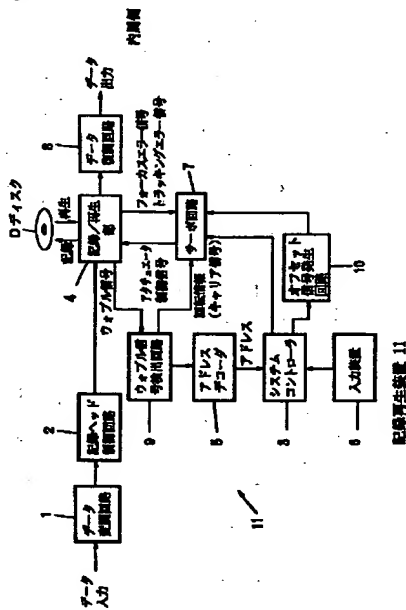 内周側
Dディスク
記録
再生
データ
出力
8
データ
復調回路
記録／再生
部
4
ウォブル信号
フォーカスエラー信号
トラッキングエラー信号
アクチュエータ
制御信号
7
サーボ回路
回転情報
(キャリア信号)
2
記録ヘッド
制御回路
1
データ
変調回路
データ
入力
ウォブル信
号検出回路
9
アドレス
デコーダ
5
アドレス
システム
コントローラ
3
オフセット
信号発生
回路
10
入力装置
6
11
記録再生装置 11